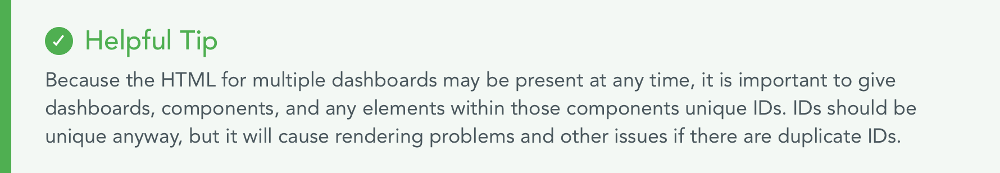 Helpful Tip
Because the HTML for multiple dashboards may be present at any time, it is important to give
dashboards, components, and any elements within those components unique IDs. IDs should be
unique anyway, but it will cause rendering problems and other issues if there are duplicate IDs.